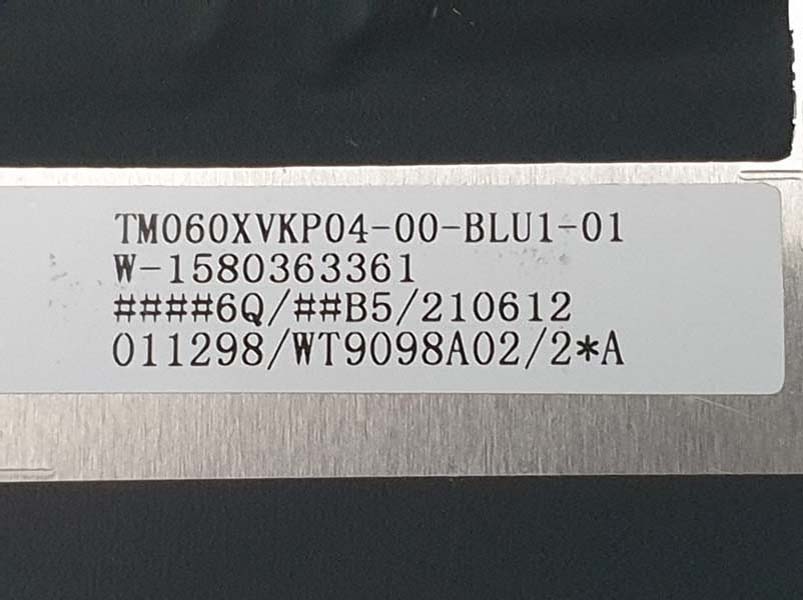 TM060XVKP04-00-BLU1-01
W-1580363361
####6Q/##B5/210612
011298/WT9098A02/2*A